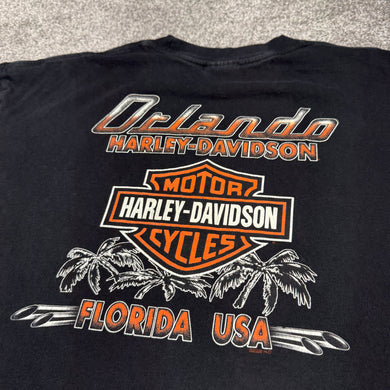 Orlando
HARLEY-DAVIDSON
MOTOR
HARLEY-DAVIDSON
CYCLES
FLORIDA USA